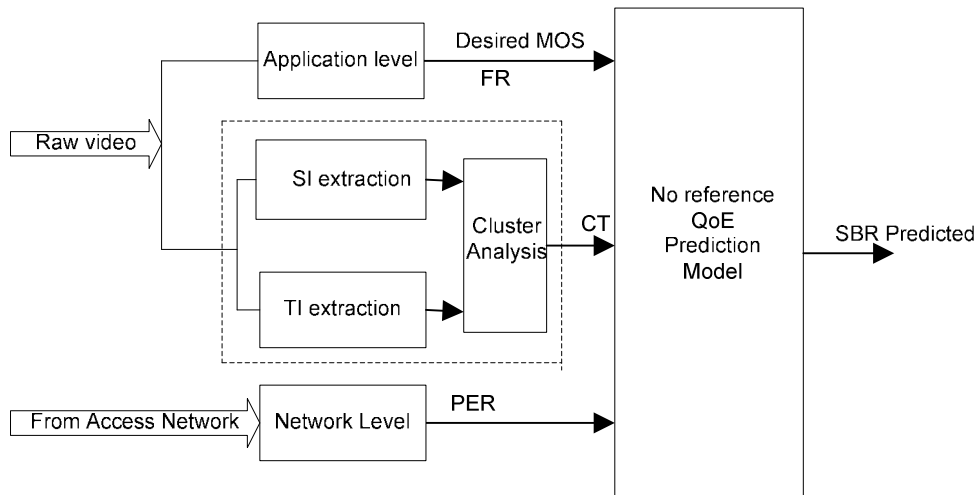 Application level
Desired MOS
FR
Raw video
SI extraction
Cluster
Analysis
CT
TI extraction
No reference
QoE
Prediction
Model
SBR Predicted
From Access Network
Network Level
PER